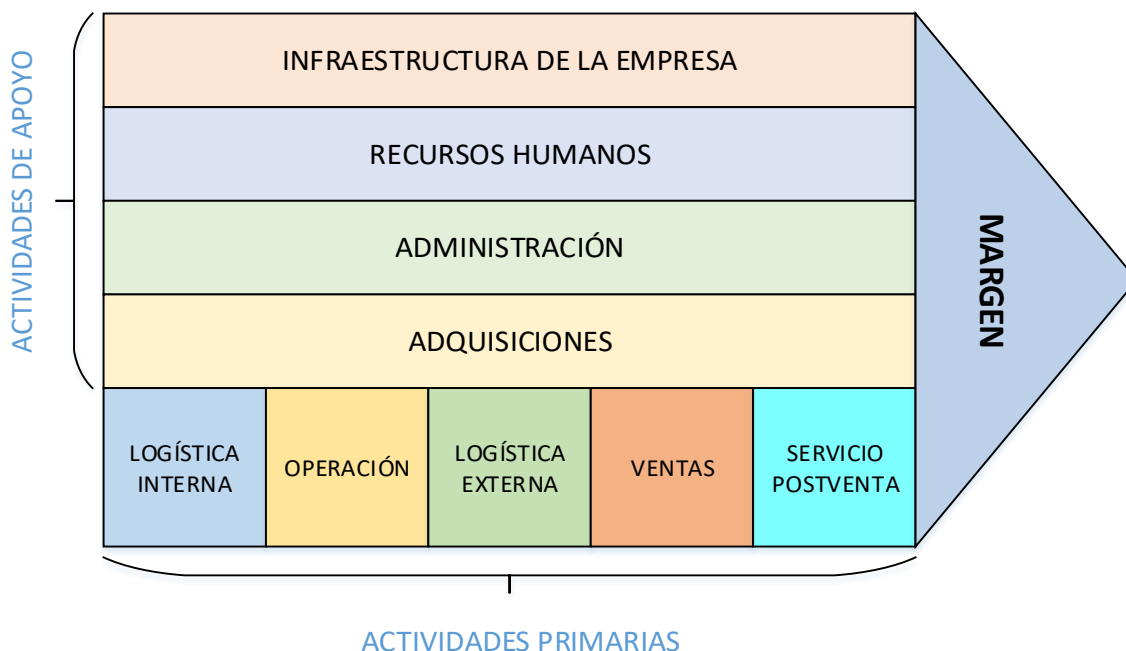 ACTIVIDADES DE APOYO
INFRAESTRUCTURA DE LA EMPRESA
RECURSOS HUMANOS
ADMINISTRACIÓN
ADQUISICIONES
MARGEN
LOGÍSTICA
INTERNA
OPERACIÓN
LOGÍSTICA
EXTERNA
VENTAS
SERVICIO
POSTVENTA
ACTIVIDADES PRIMARIAS